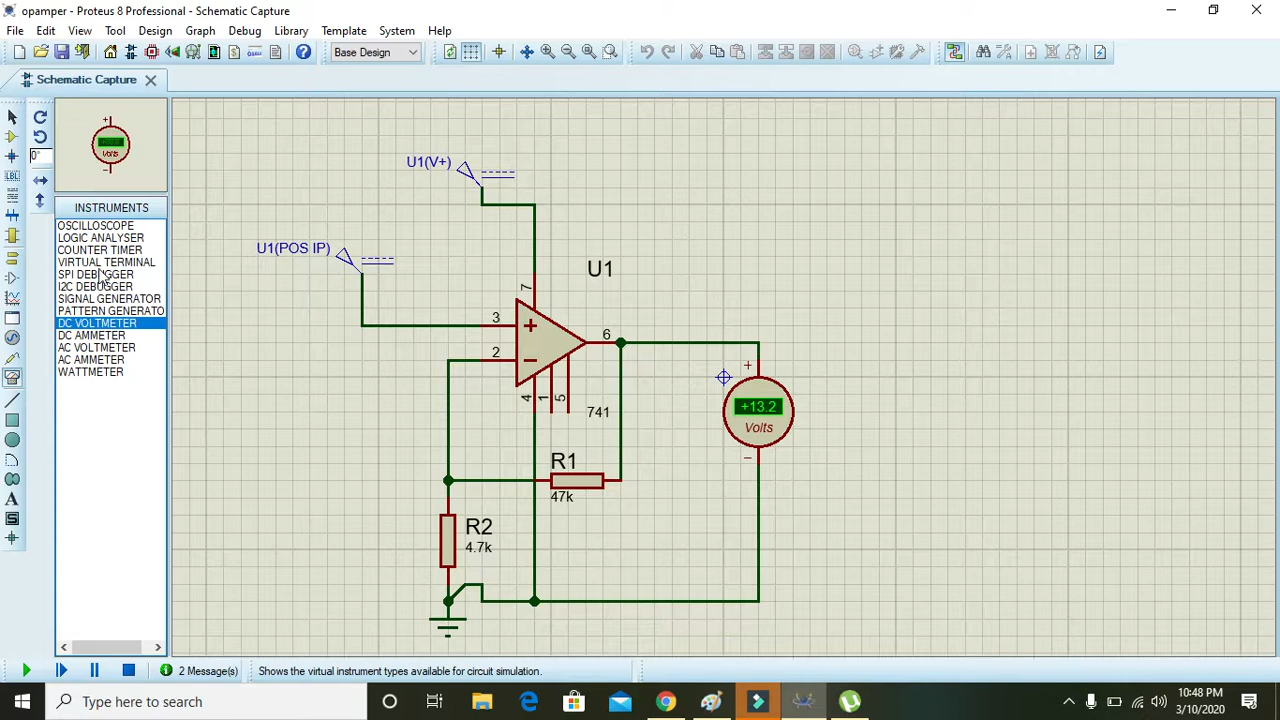 opamper - Proteus 8 Professional - Schematic Capture
File Edit View Tool Design Graph Debug Library Template System Help
Base Design
Schematic Capture
0°
LBL
+
Volts
−
INSTRUMENTS
OSCILLOSCOPE
LOGIC ANALYSER
COUNTER TIMER
VIRTUAL TERMINAL
SPI DEBUGGER
I2C DEBUGGER
SIGNAL GENERATOR
PATTERN GENERATO
DC VOLTMETER
DC AMMETER
AC VOLTMETER
AC AMMETER
WATTMETER
A
S
U1(V+)
U1(POS IP)
U1
7
3
+
2
−
6
4
1
5
741
+
+13.2
Volts
−
R1
47k
R2
4.7k
2 Message(s)
Shows the virtual instrument types available for circuit simulation.
Type here to search
10:48 PM
3/10/2020